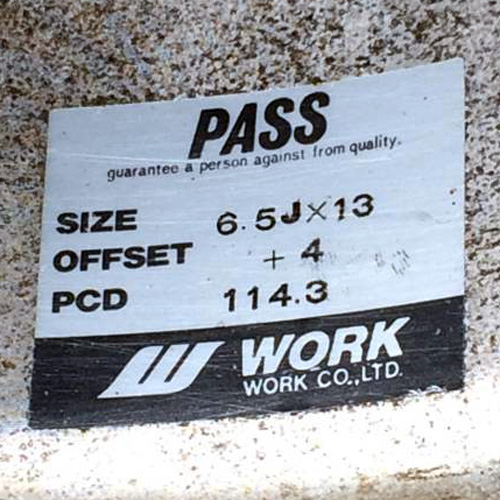 PASS
guarantee a person against from quality.
SIZE 6.5J×13
OFFSET +4
PCD 114.3
WORK
WORK CO.,LTD.